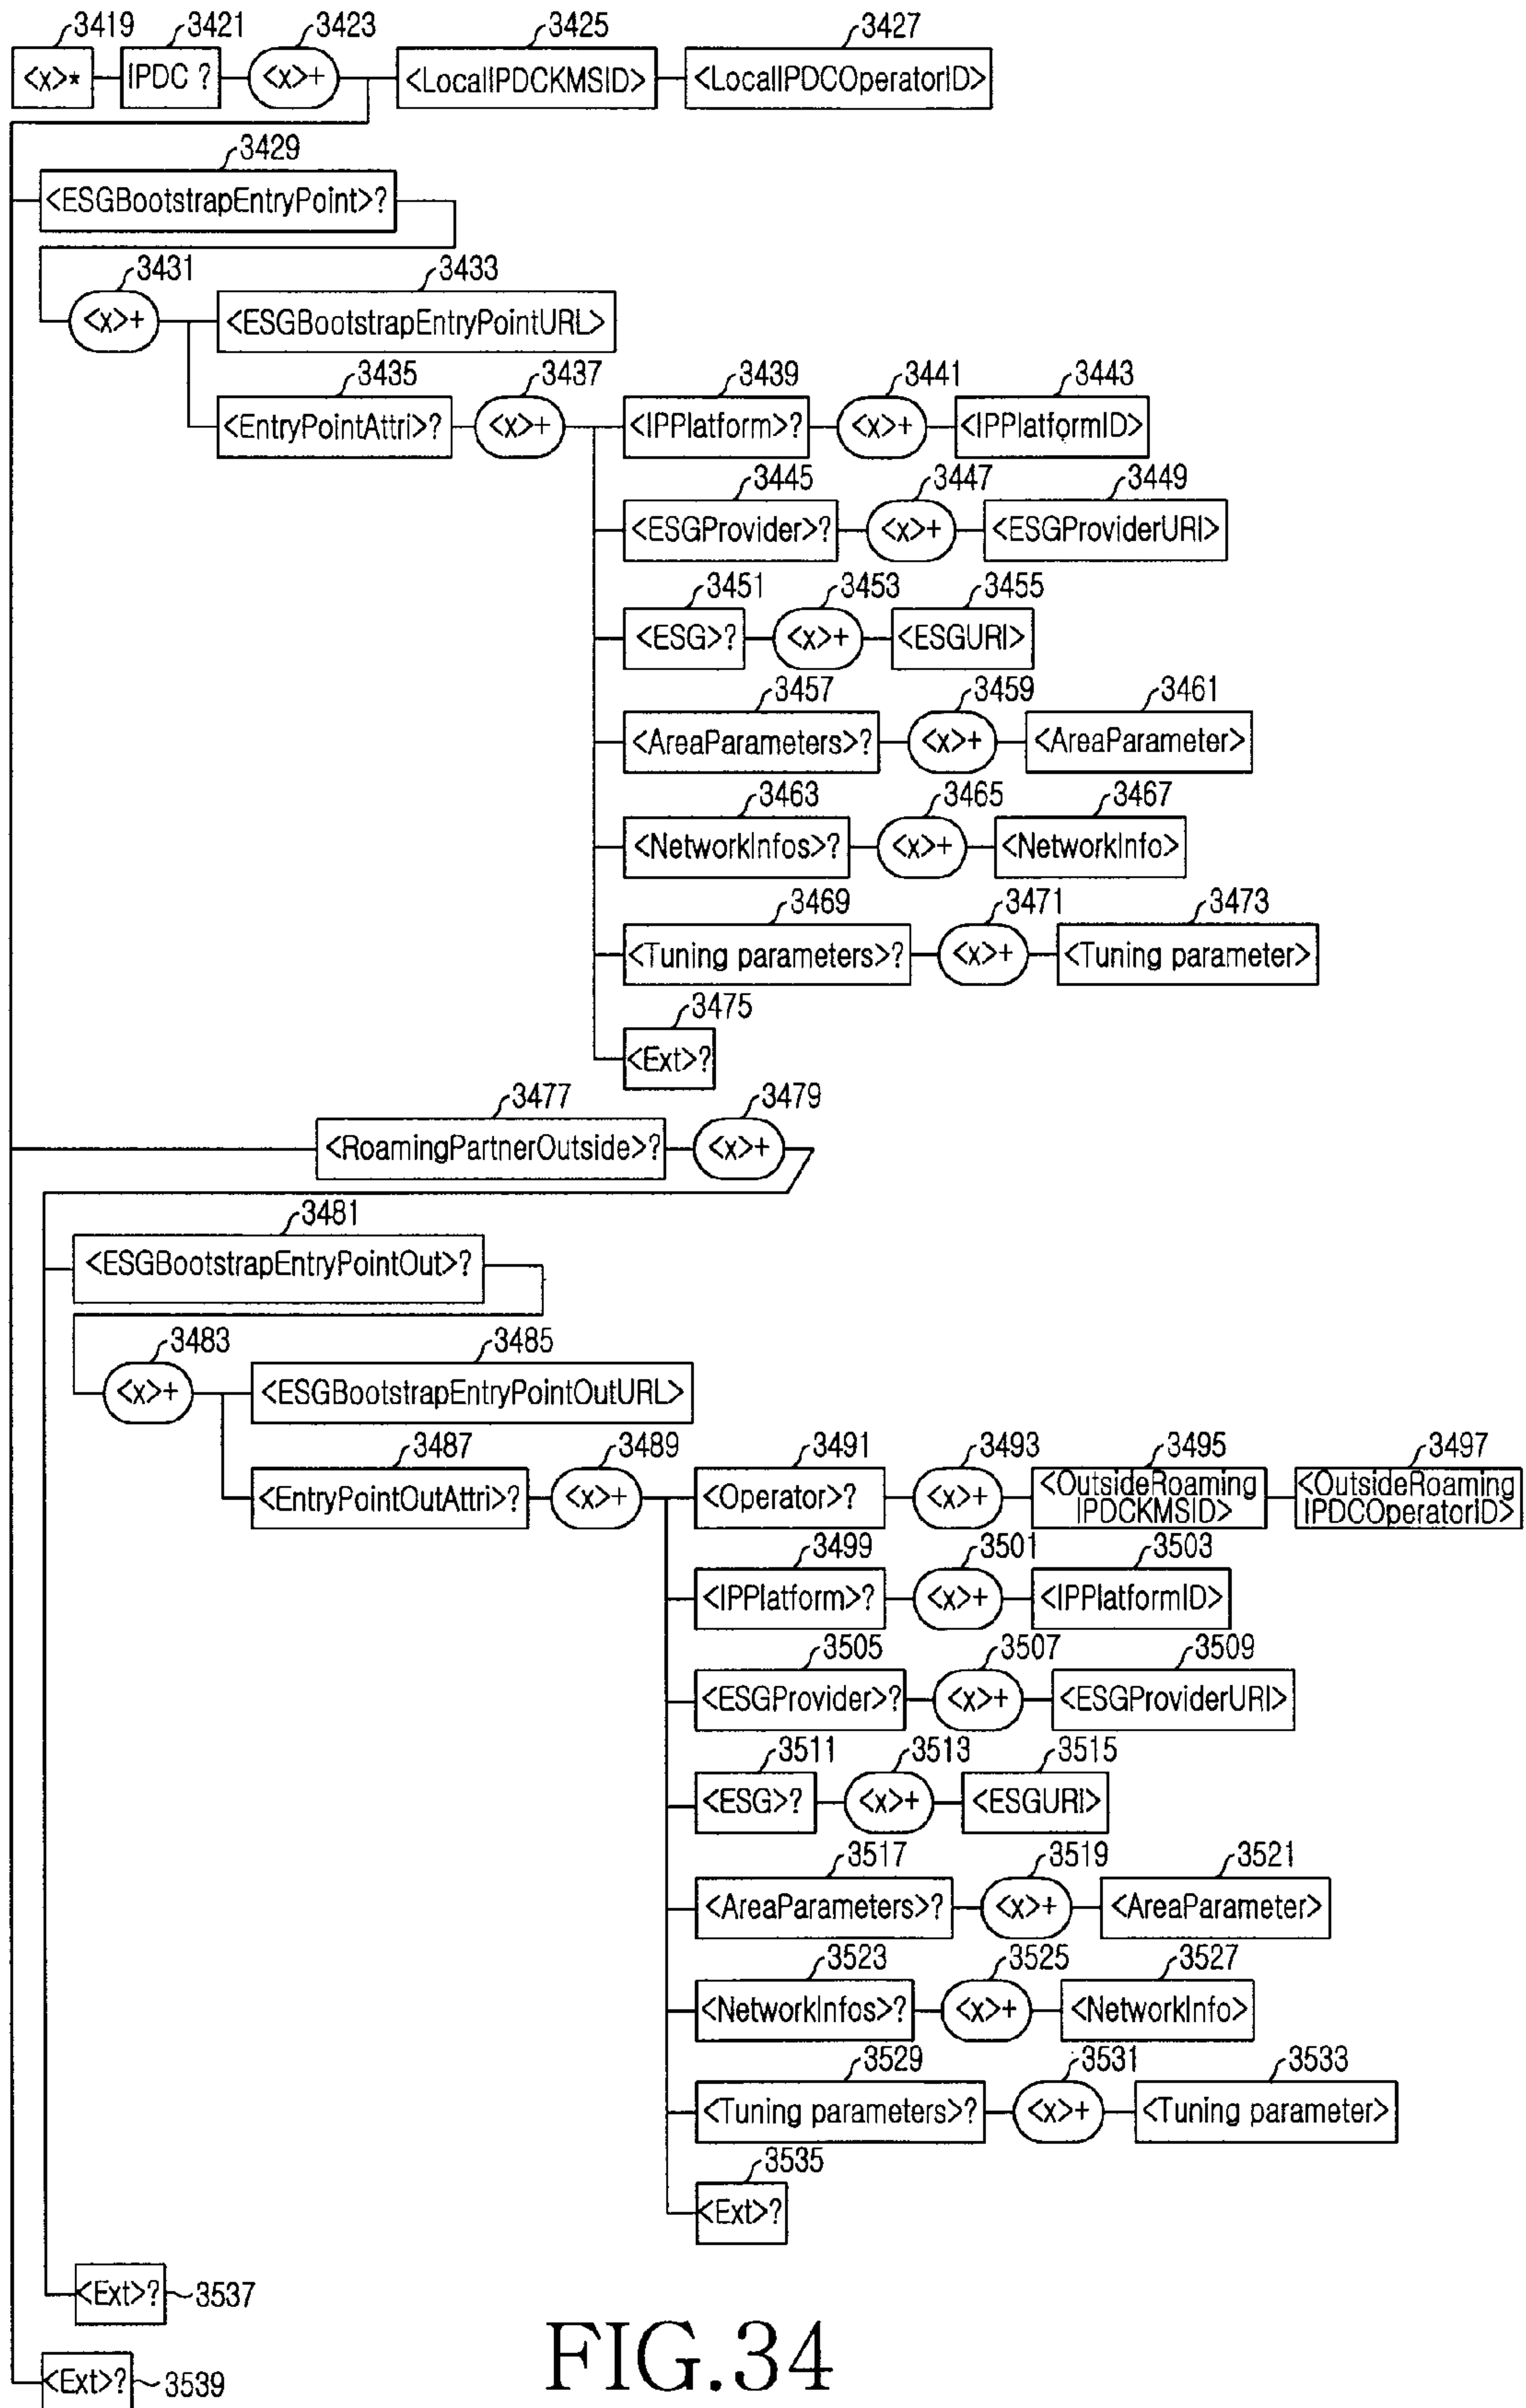 3419 3421 3423 3425 3427
<x>* IPDC ? <x>+ <LocalIPDCKMSID> <LocalIPDCOperatorID>
3429
<ESGBootstrapEntryPoint>?
3431 3433
<x>+ <ESGBootstrapEntryPointURL>
3435 3437 3439 3441 3443
<EntryPointAttri>? <x>+ <IPPlatform>? <x>+ <IPPlatformID>
3445 3447 3449
<ESGProvider>? <x>+ <ESGProviderURI>
3451 3453 3455
<ESG>? <x>+ <ESGURI>
3457 3459 3461
<AreaParameters>? <x>+ <AreaParameter>
3463 3465 3467
<NetworkInfos>? <x>+ <NetworkInfo>
3469 3471 3473
<Tuning parameters>? <x>+ <Tuning parameter>
3475
<Ext>?
3477 3479
<RoamingPartnerOutside>? <x>+
3481
<ESGBootstrapEntryPointOut>?
3483 3485
<x>+ <ESGBootstrapEntryPointOutURL>
3487 3489 3491 3493 3495 3497
<EntryPointOutAttri>? <x>+ <Operator>? <x>+ <OutsideRoaming
IPDCKMSID> <OutsideRoaming
IPDCOperatorID>
3499 3501 3503
<IPPlatform>? <x>+ <IPPlatformID>
3505 3507 3509
<ESGProvider>? <x>+ <ESGProviderURI>
3511 3513 3515
<ESG>? <x>+ <ESGURI>
3517 3519 3521
<AreaParameters>? <x>+ <AreaParameter>
3523 3525 3527
<NetworkInfos>? <x>+ <NetworkInfo>
3529 3531 3533
<Tuning parameters>? <x>+ <Tuning parameter>
3535
<Ext>?
<Ext>? 3537
<Ext>? 3539
FIG.34